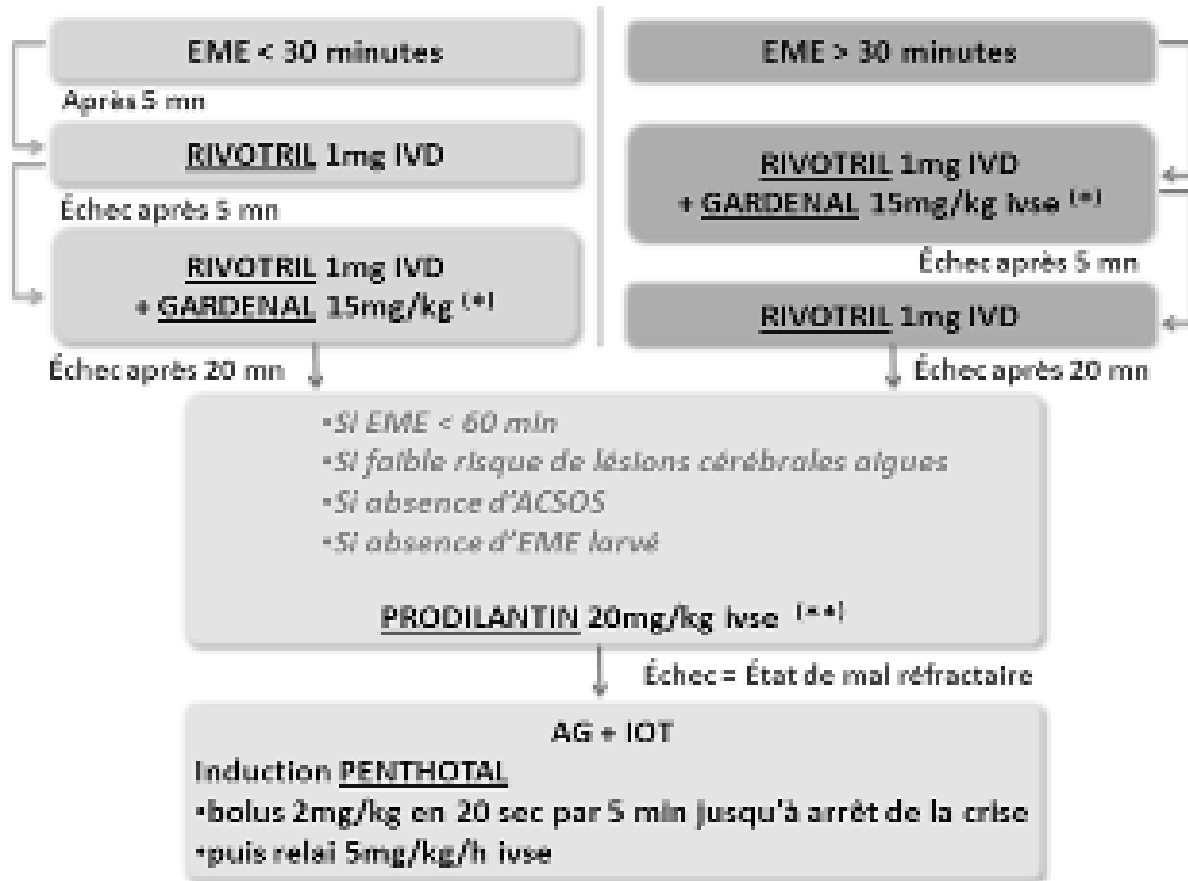 EME < 30 minutes
Après 5 mn
RIVOTRIL 1mg IVD
Échec après 5 mn
RIVOTRIL 1mg IVD
+ GARDENAL 15mg/kg (*)
Échec après 20 mn
EME > 30 minutes
RIVOTRIL 1mg IVD
+ GARDENAL 15mg/kg ivse (*)
Échec après 5 mn
RIVOTRIL 1mg IVD
Échec après 20 mn
•Si EME < 60 min
•Si faible risque de lésions cérébrales aigues
•Si absence d'ACSOS
•Si absence d'EME larvé
PRODILANTIN 20mg/kg ivse (**)
Échec = État de mal réfractaire
AG + IOT
Induction PENTHOTAL
•bolus 2mg/kg en 20 sec par 5 min jusqu'à arrêt de la crise
•puis relai 5mg/kg/h ivse